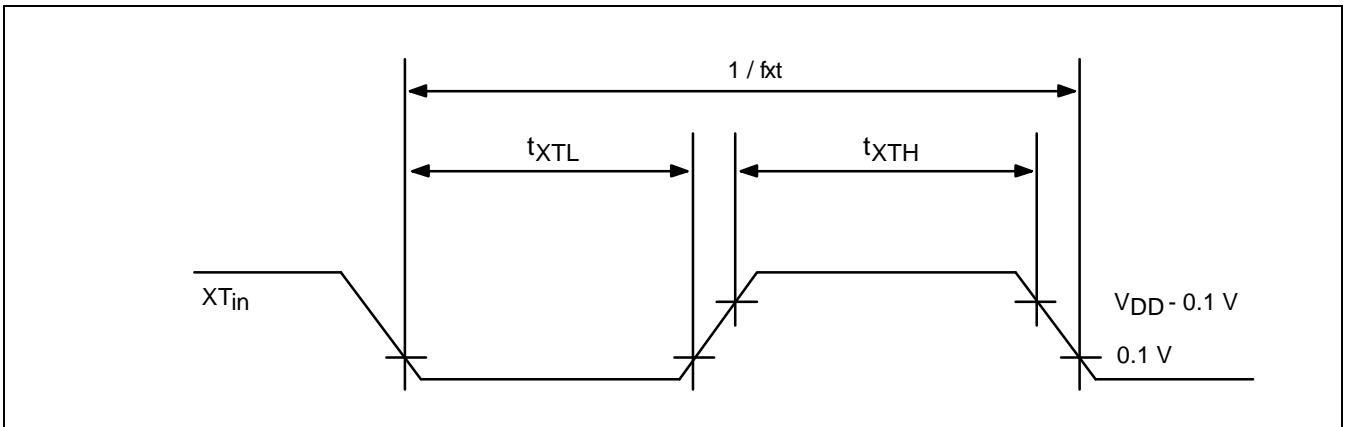 1 / fxt
tXTL
tXTH
XTin
VDD - 0.1 V
0.1 V